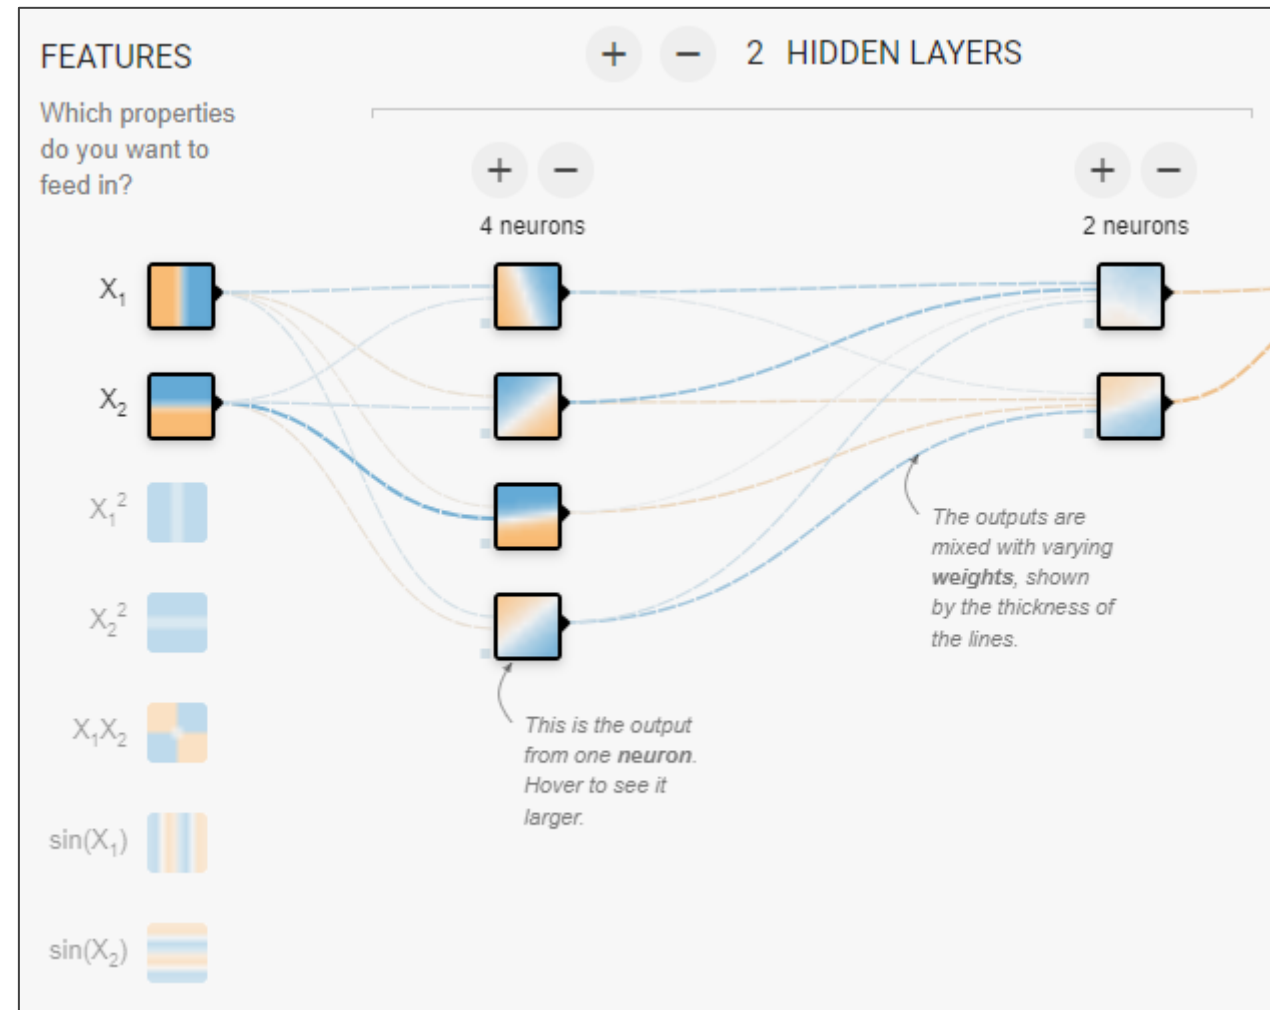 FEATURES
+ − 2 HIDDEN LAYERS
Which properties
do you want to
feed in?
+ − + −
4 neurons 2 neurons
X₁
X₂
X₁²
X₂²
X₁X₂
sin(X₁)
sin(X₂)
The outputs are
mixed with varying
weights, shown
by the thickness of
the lines.
This is the output
from one neuron.
Hover to see it
larger.